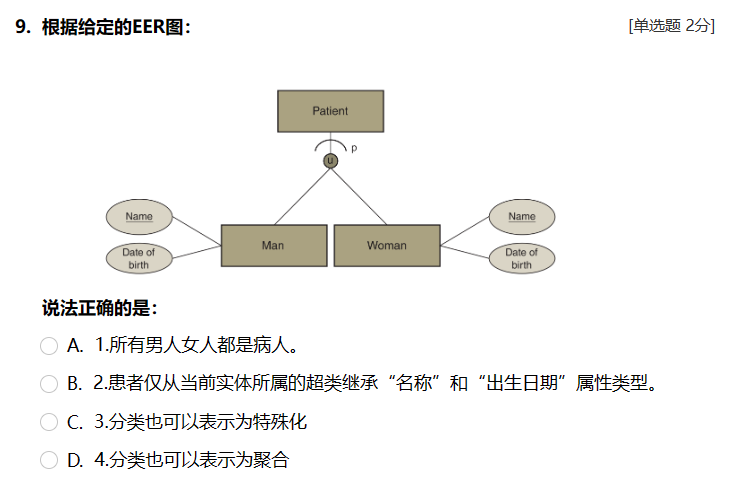 9. 根据给定的EER图：
[单选题 2分]
Patient
p
U
Name
Name
Man
Woman
Date of
birth
Date of
birth
说法正确的是：
A. 1.所有男人女人都是病人。
B. 2.患者仅从当前实体所属的超类继承“名称”和“出生日期”属性类型。
C. 3.分类也可以表示为特殊化
D. 4.分类也可以表示为聚合